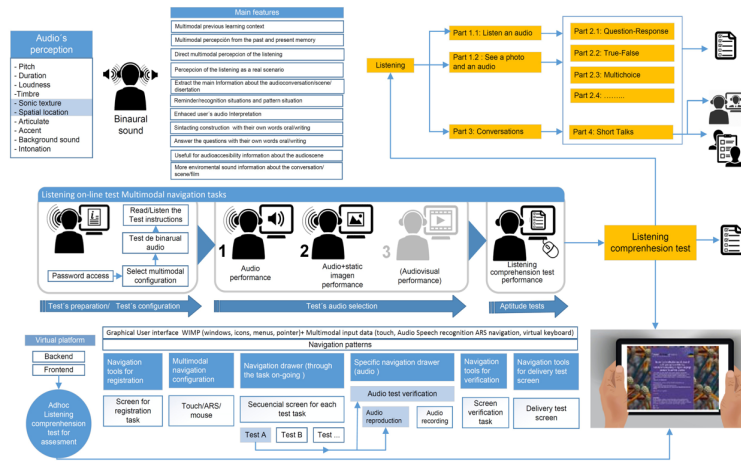 Audio´s
perception
- Pitch
- Duration
- Loudness
-Timbre
- Sonic texture
- Spatial location
- Articulate
- Accent
- Background sound
- Intonation
Binaural
sound
Main features
Multimodal previous learning context
Multimodal percepción from the past and present memory
Direct multimodal percepcion of the listening
Percepcion of the listening as a real scenario
Extract the main Information about the audioconversation/scene/
disertation
Reminder/recognition situations and pattern situation
Enhaced user´s audio Interpretation
Sintacting construction with their own words oral/writing
Answer the questions with their own words oral/writing
Useful for audioaccesibility information about the audioscene
More enviromental sound information about the conversation/
scene/film
Listening
Part 1.1: Listen an audio
Part 1.2 : See a photo
and an audio
Part 3: Conversations
Part 2.1: Question-Response
Part 2.2: True-False
Part 2.3: Multichoice
Part 2.4: ………
Part 4: Short Talks
Listening on-line test Multimodal navigation tasks
Read/Listen the
Test instructions
Test de binarual
audio
Password access
Select multimodal
configuration
1
Audio
performance
2
Audio+static
imagen
performance
3
(Audiovisual
performance)
Listening
comprehension test
performance
Test´s preparation/ Test´s configuration
Test´s audio selection
Aptitude tests
Listening
comprenhesion test
Virtual platform
Backend
Frontend
Adhoc
Listening
comprehension
test for
assesment
Graphical User interface WIMP (windows, icons, menus, pointer)+ Multimodal input data (touch, Audio Speech recognition ARS navigation, virtual keyboard)
Navigation patterns
Navigation
tools for
registration
Multimodal
navigation
configuration
Navigation drawer (through
the task on-going )
Specific navigation drawer
(audio )
Navigation
tools for
verification
Navigation tools
for delivery test
screen
Screen for
registration
task
Touch/ARS/
mouse
Secuencial screen for each
test task
Test A
Test B
Test ...
Audio test verification
Audio
reproduction
Audio
recording
Screen
verification
task
Delivery test
screen